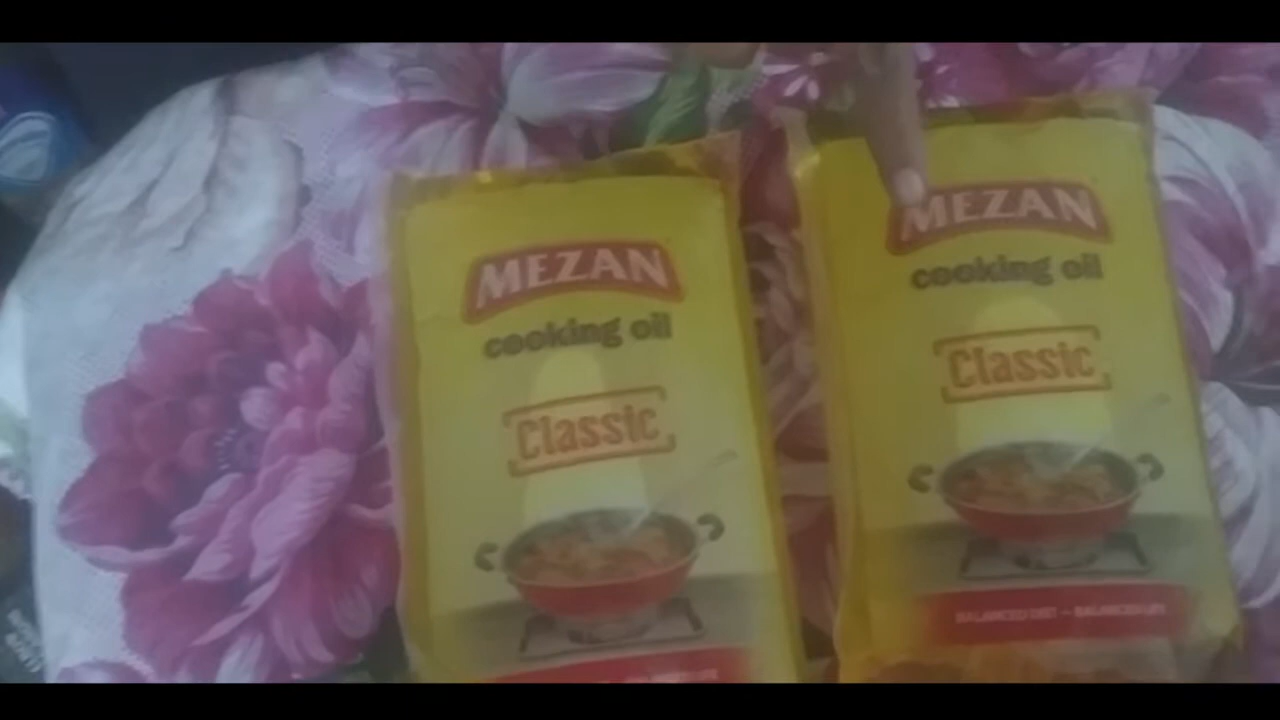 MEZAN
cooking oil
Classic
MEZAN
cooking oil
Classic
BALANCED DIET – BALANCED LIFE